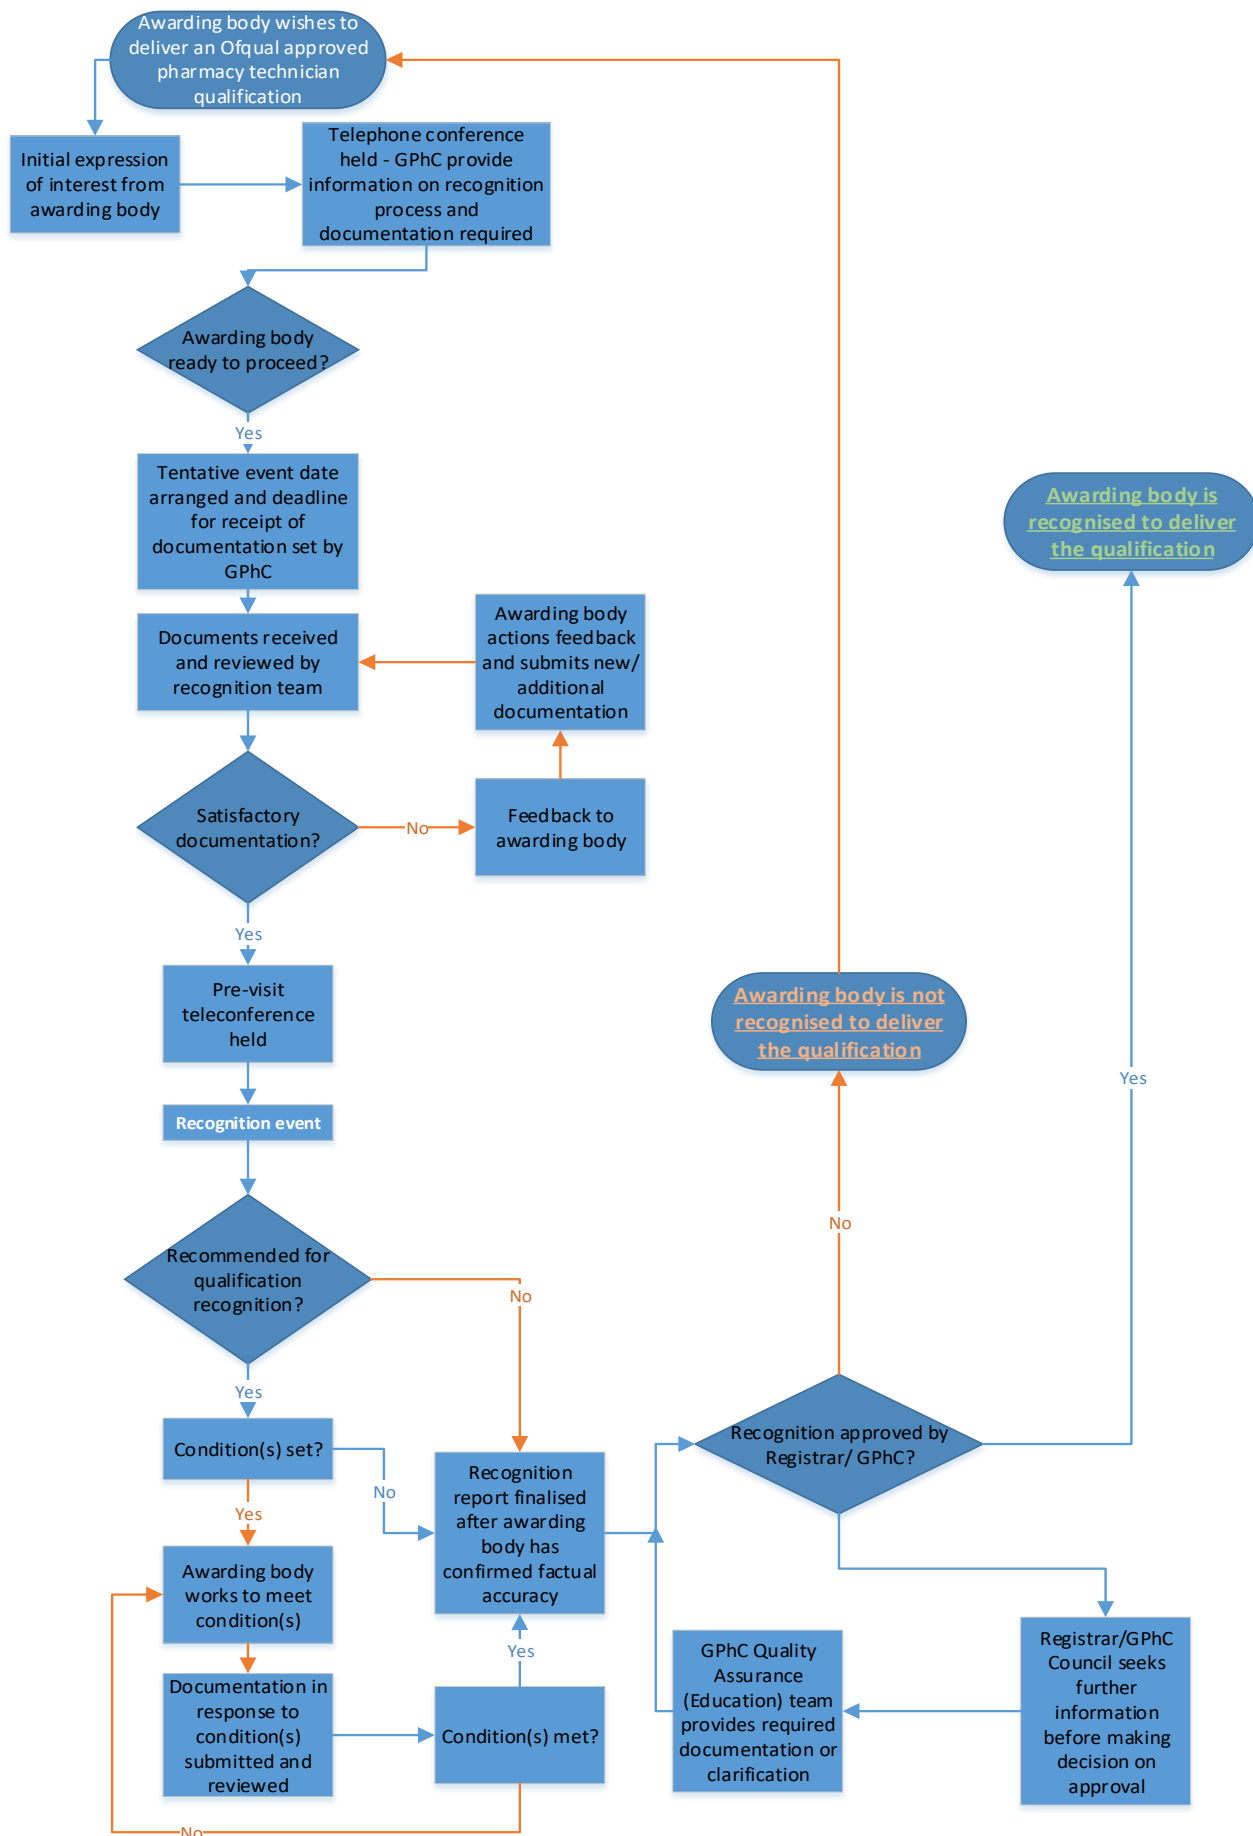 Awarding body wishes to
deliver an Ofqual approved
pharmacy technician
qualification
Initial expression
of interest from
awarding body
Telephone conference
held - GPhC provide
information on recognition
process and
documentation required
Awarding body
ready to proceed?
Yes
Tentative event date
arranged and deadline
for receipt of
documentation set by
GPhC
Awarding body is
recognised to deliver
the qualification
Documents received
and reviewed by
recognition team
Awarding body
actions feedback
and submits new/
additional
documentation
Satisfactory
documentation?
No
Feedback to
awarding body
Yes
Pre-visit
teleconference
held
Awarding body is not
recognised to deliver
the qualification
Yes
Recognition event
No
Recommended for
qualification
recognition?
No
Yes
Condition(s) set?
No
Yes
Recognition
report finalised
after awarding
body has
confirmed factual
accuracy
Recognition approved by
Registrar/ GPhC?
Awarding body
works to meet
condition(s)
Yes
Documentation in
response to
condition(s)
submitted and
reviewed
Condition(s) met?
No
GPhC Quality
Assurance
(Education) team
provides required
documentation or
clarification
Registrar/GPhC
Council seeks
further
information
before making
decision on
approval